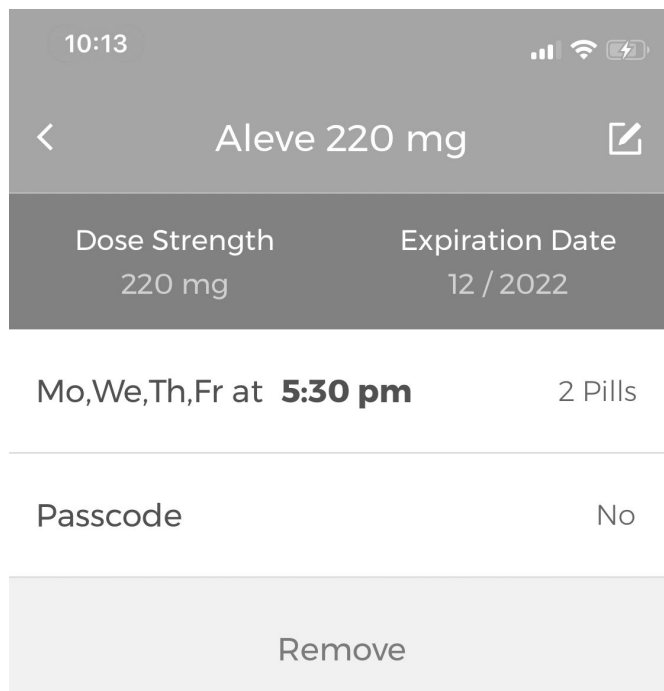 10:13
Aleve 220 mg
Dose Strength Expiration Date
220 mg 12 / 2022
Mo,We,Th,Fr at 5:30 pm 2 Pills
Passcode No
Remove